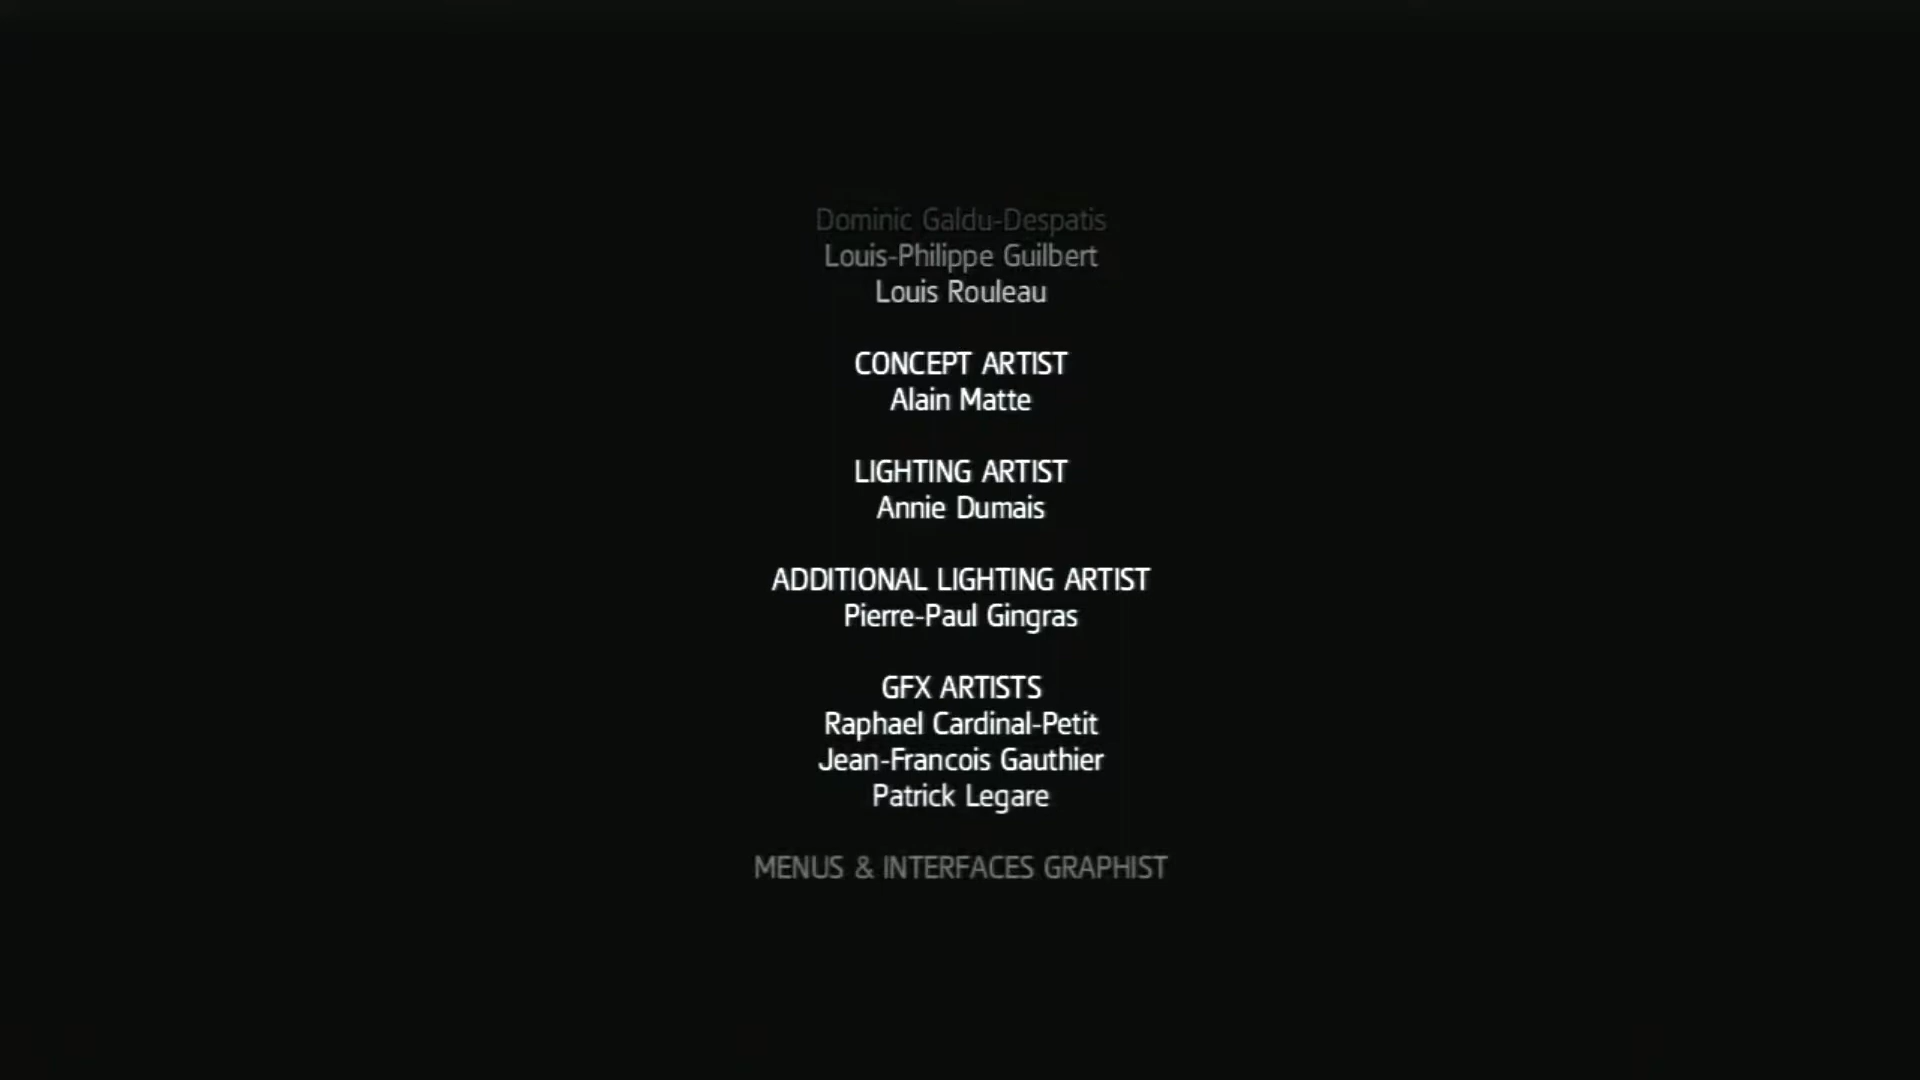 Dominic Galdu-Despatis
Louis-Philippe Guilbert
Louis Rouleau
CONCEPT ARTIST
Alain Matte
LIGHTING ARTIST
Annie Dumais
ADDITIONAL LIGHTING ARTIST
Pierre-Paul Gingras
GFX ARTISTS
Raphael Cardinal-Petit
Jean-Francois Gauthier
Patrick Legare
MENUS & INTERFACES GRAPHIST